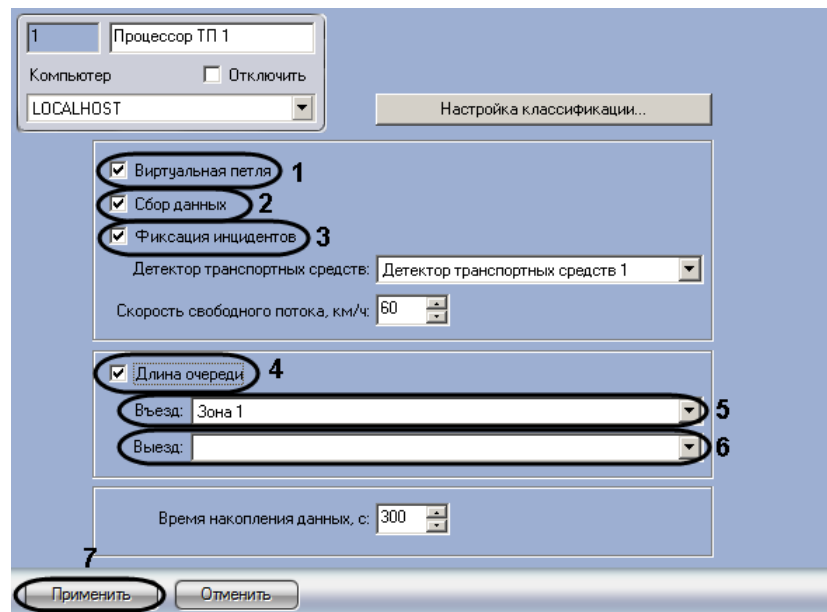 1 Процессор ТП 1
Компьютер Отключить
LOCALHOST
Настройка классификации...
Виртуальная петля 1
Сбор данных 2
Фиксация инцидентов 3
Детектор транспортных средств: Детектор транспортных средств 1
Скорость свободного потока, км/ч: 60
Длина очереди 4
Въезд: Зона 1 5
Выезд: 6
Время накопления данных, с: 300
7
Применить Отменить